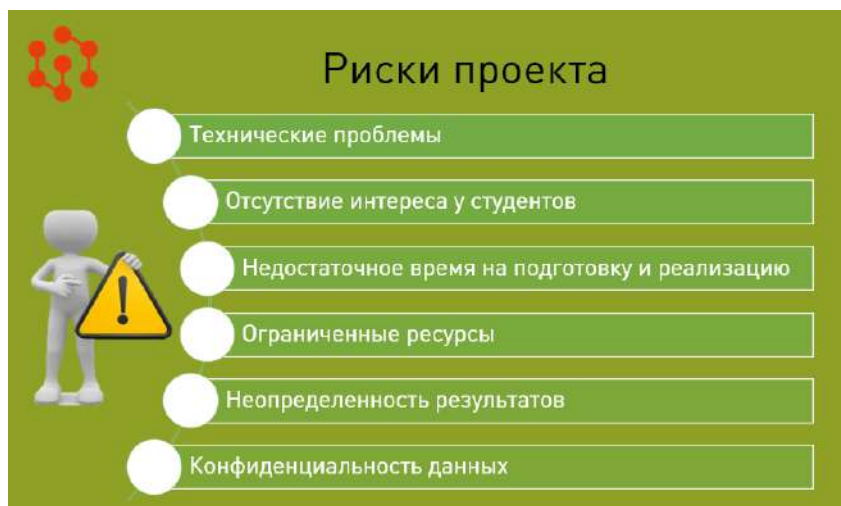 Риски проекта
Технические проблемы
Отсутствие интереса у студентов
Недостаточное время на подготовку и реализацию
Ограниченные ресурсы
Неопределенность результатов
Конфиденциальность данных